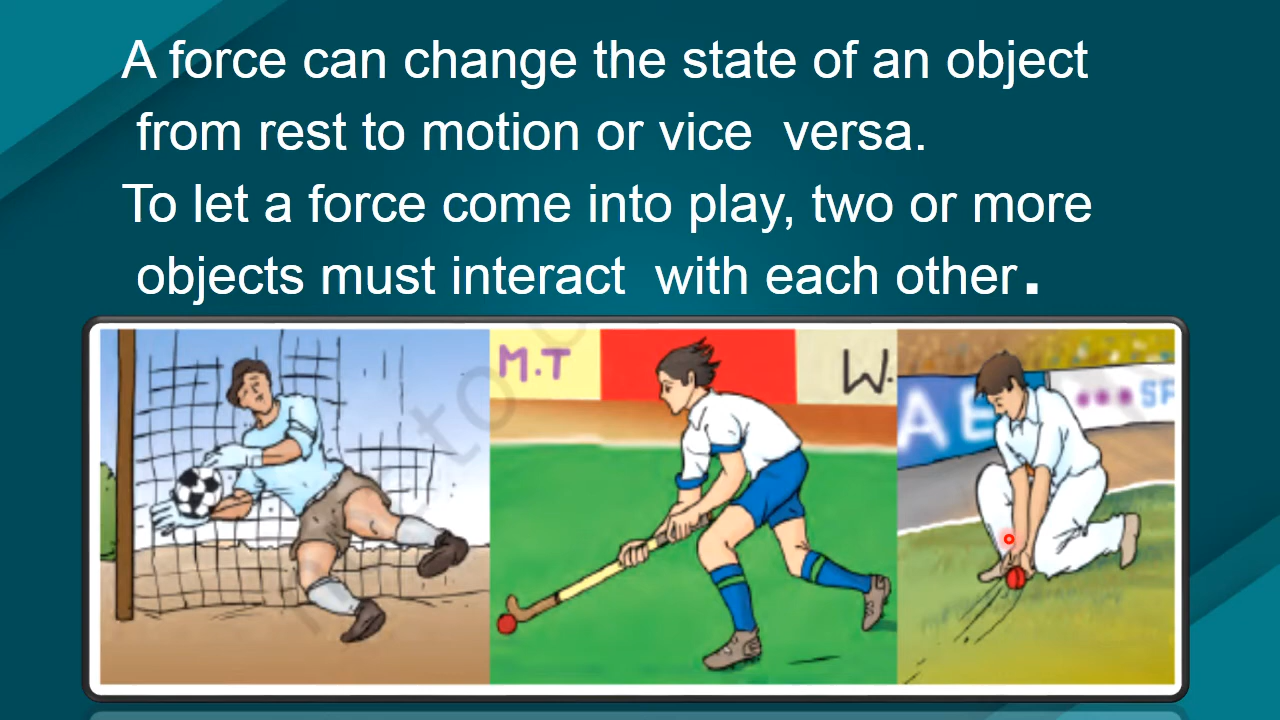 A force can change the state of an object
from rest to motion or vice versa.
To let a force come into play, two or more
objects must interact with each other.
M.T
W.
A E
SP